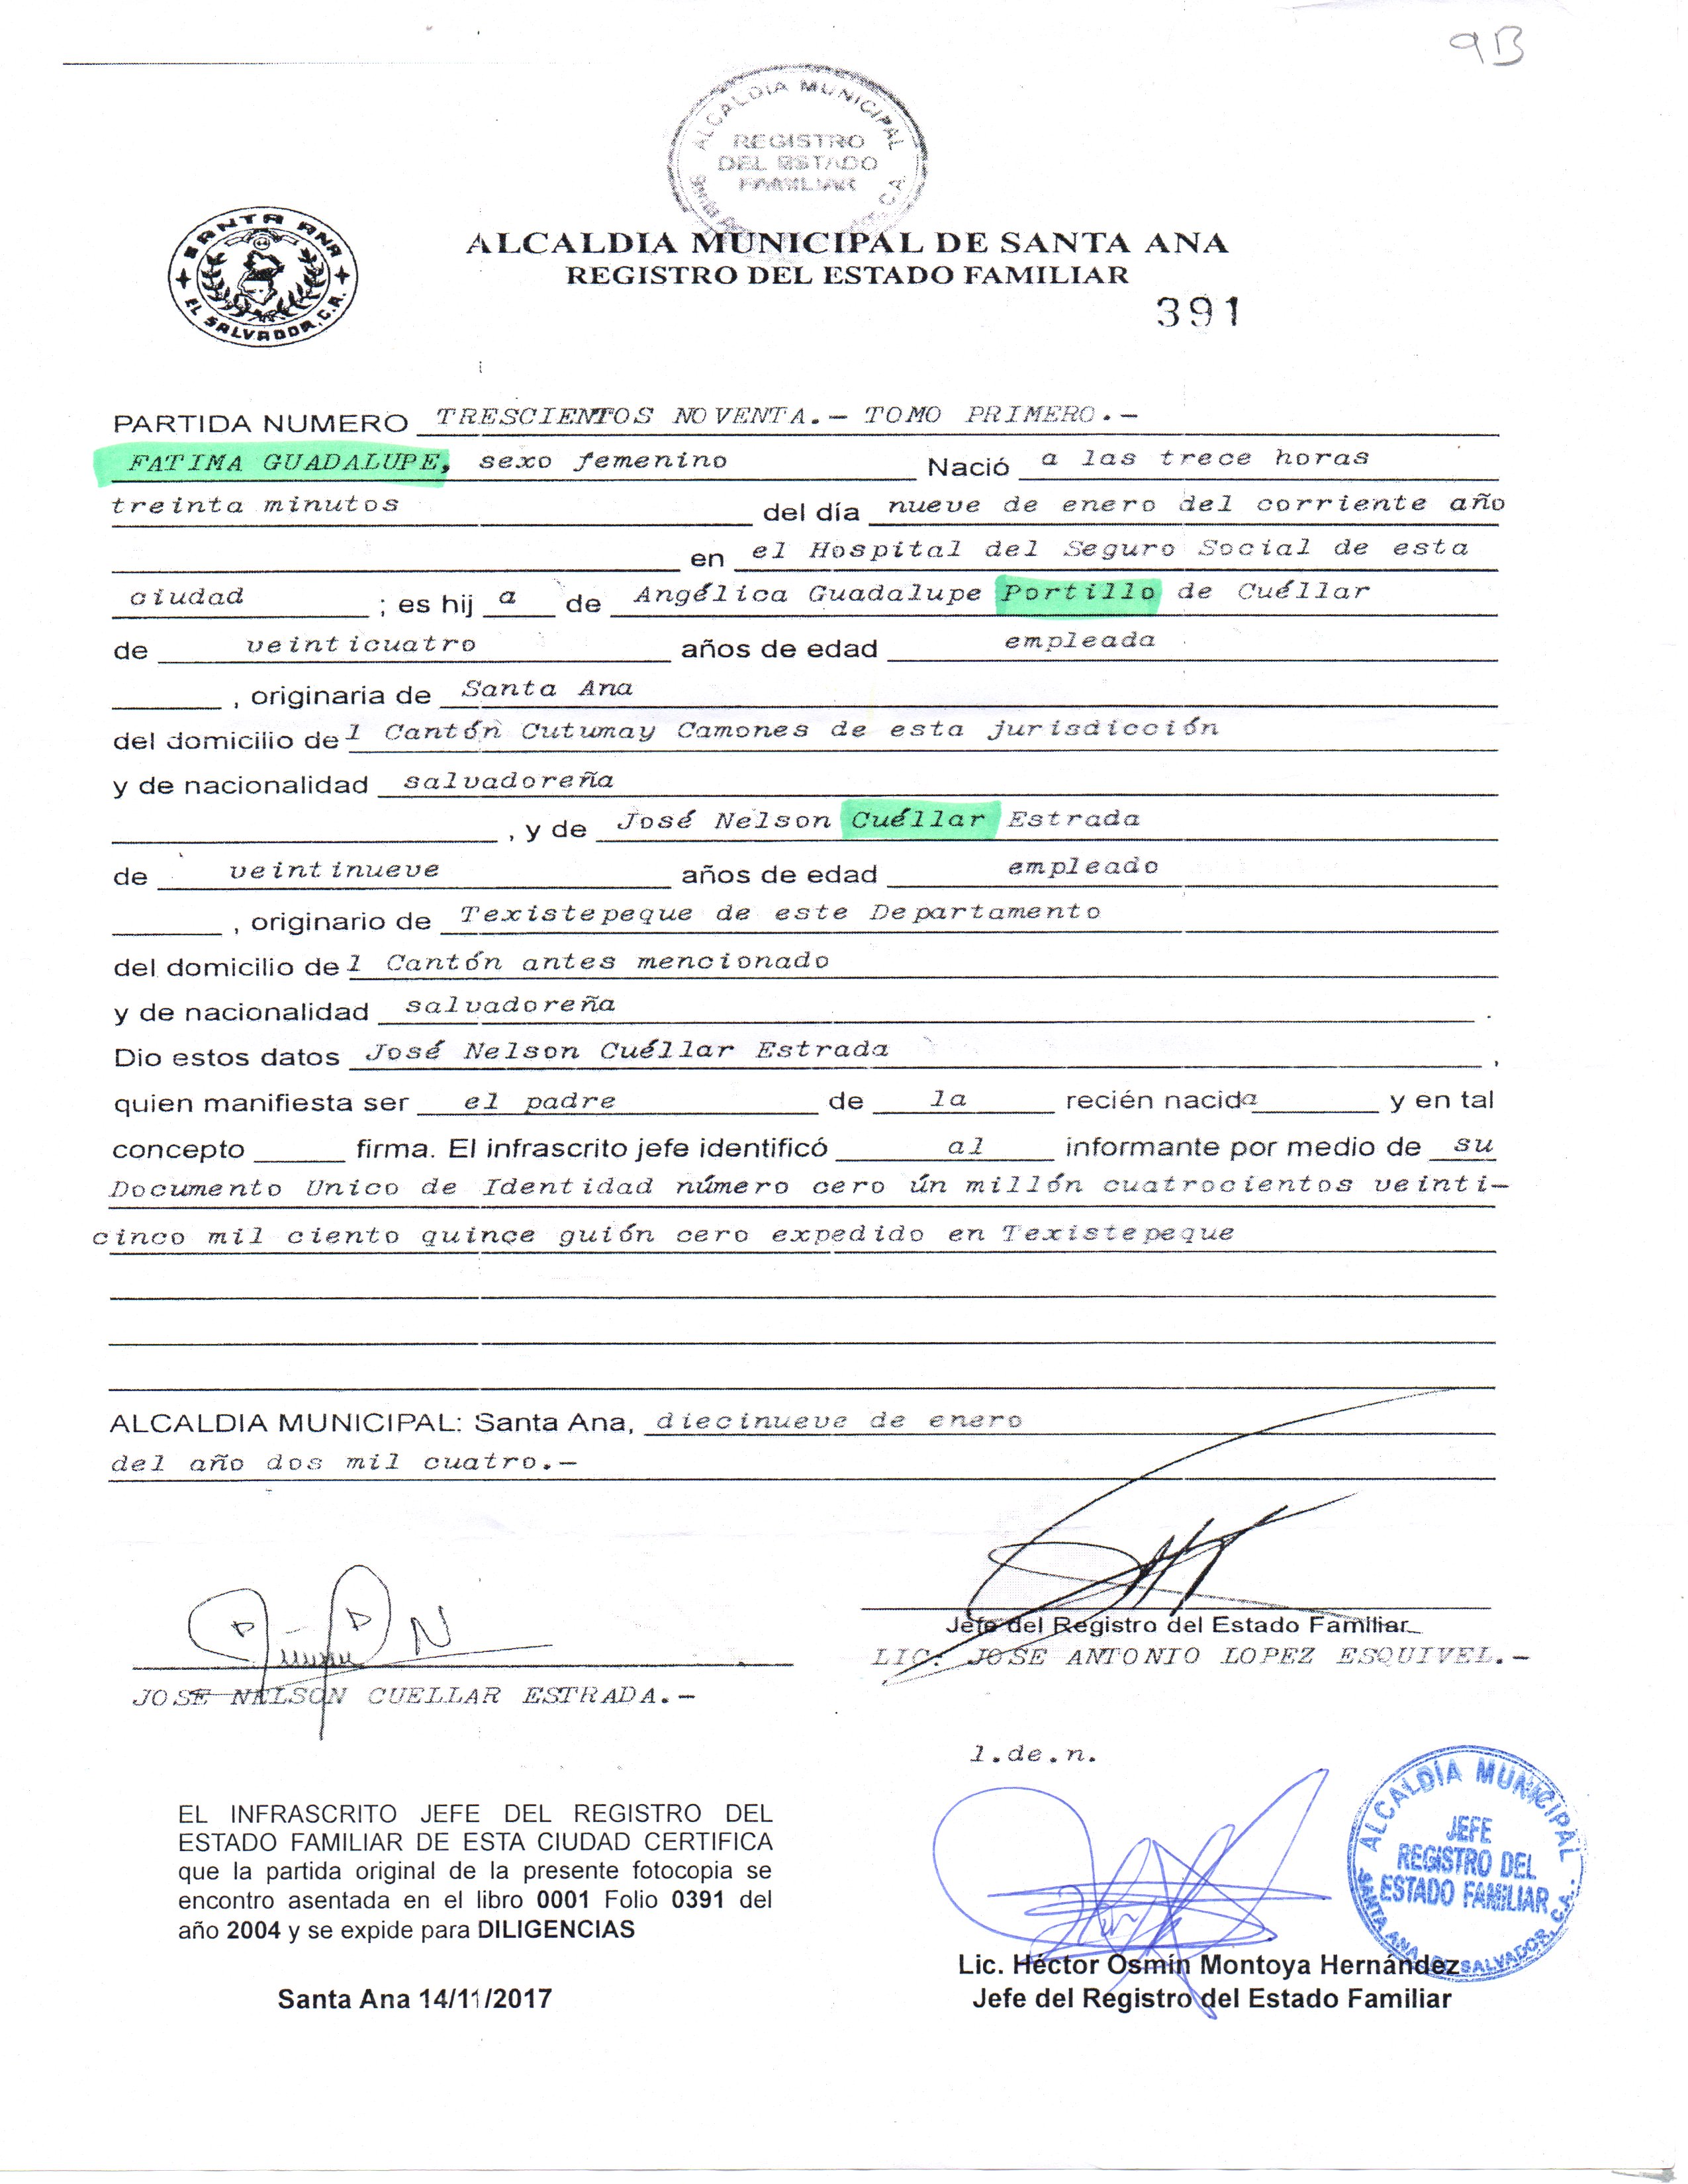 9B
ALCALDIA MUNICIPAL
REGISTRO
DEL ESTADO
FAMILIAR
SANTA ANA
EL SALVADOR, C.A.
ALCALDIA MUNICIPAL DE SANTA ANA
REGISTRO DEL ESTADO FAMILIAR
391
PARTIDA NUMERO TRESCIENTOS NOVENTA.- TOMO PRIMERO.-
FATIMA GUADALUPE, sexo femenino Nació a las trece horas
treinta minutos del día nueve de enero del corriente año
en el Hospital del Seguro Social de esta
ciudad ; es hij a de Angélica Guadalupe Portillo de Cuéllar
de veinticuatro años de edad empleada
, originaria de Santa Ana
del domicilio de l Cantón Cutumay Camones de esta jurisdicción
y de nacionalidad salvadoreña
, y de José Nelson Cuéllar Estrada
de veintinueve años de edad empleado
, originario de Texistepeque de este Departamento
del domicilio de l Cantón antes mencionado
y de nacionalidad salvadoreña .
Dio estos datos José Nelson Cuéllar Estrada ,
quien manifiesta ser el padre de la recién nacida y en tal
concepto firma. El infrascrito jefe identificó al informante por medio de su
Documento Unico de Identidad número cero ún millón cuatrocientos veinti-
cinco mil ciento quince guión cero expedido en Texistepeque
ALCALDIA MUNICIPAL: Santa Ana, diecinueve de enero
del año dos mil cuatro.-
Jefe del Registro del Estado Familiar
LIC. JOSE ANTONIO LOPEZ ESQUIVEL.-
JOSE NELSON CUELLAR ESTRADA.-
l.de.n.
EL INFRASCRITO JEFE DEL REGISTRO DEL
ESTADO FAMILIAR DE ESTA CIUDAD CERTIFICA
que la partida original de la presente fotocopia se
encontro asentada en el libro 0001 Folio 0391 del
año 2004 y se expide para DILIGENCIAS
Santa Ana 14/11/2017
ALCALDÍA MUNICIPAL
JEFE
REGISTRO DEL
ESTADO FAMILIAR
SANTA ANA, EL SALVADOR, C.A.
Lic. Héctor Osmín Montoya Hernández
Jefe del Registro del Estado Familiar